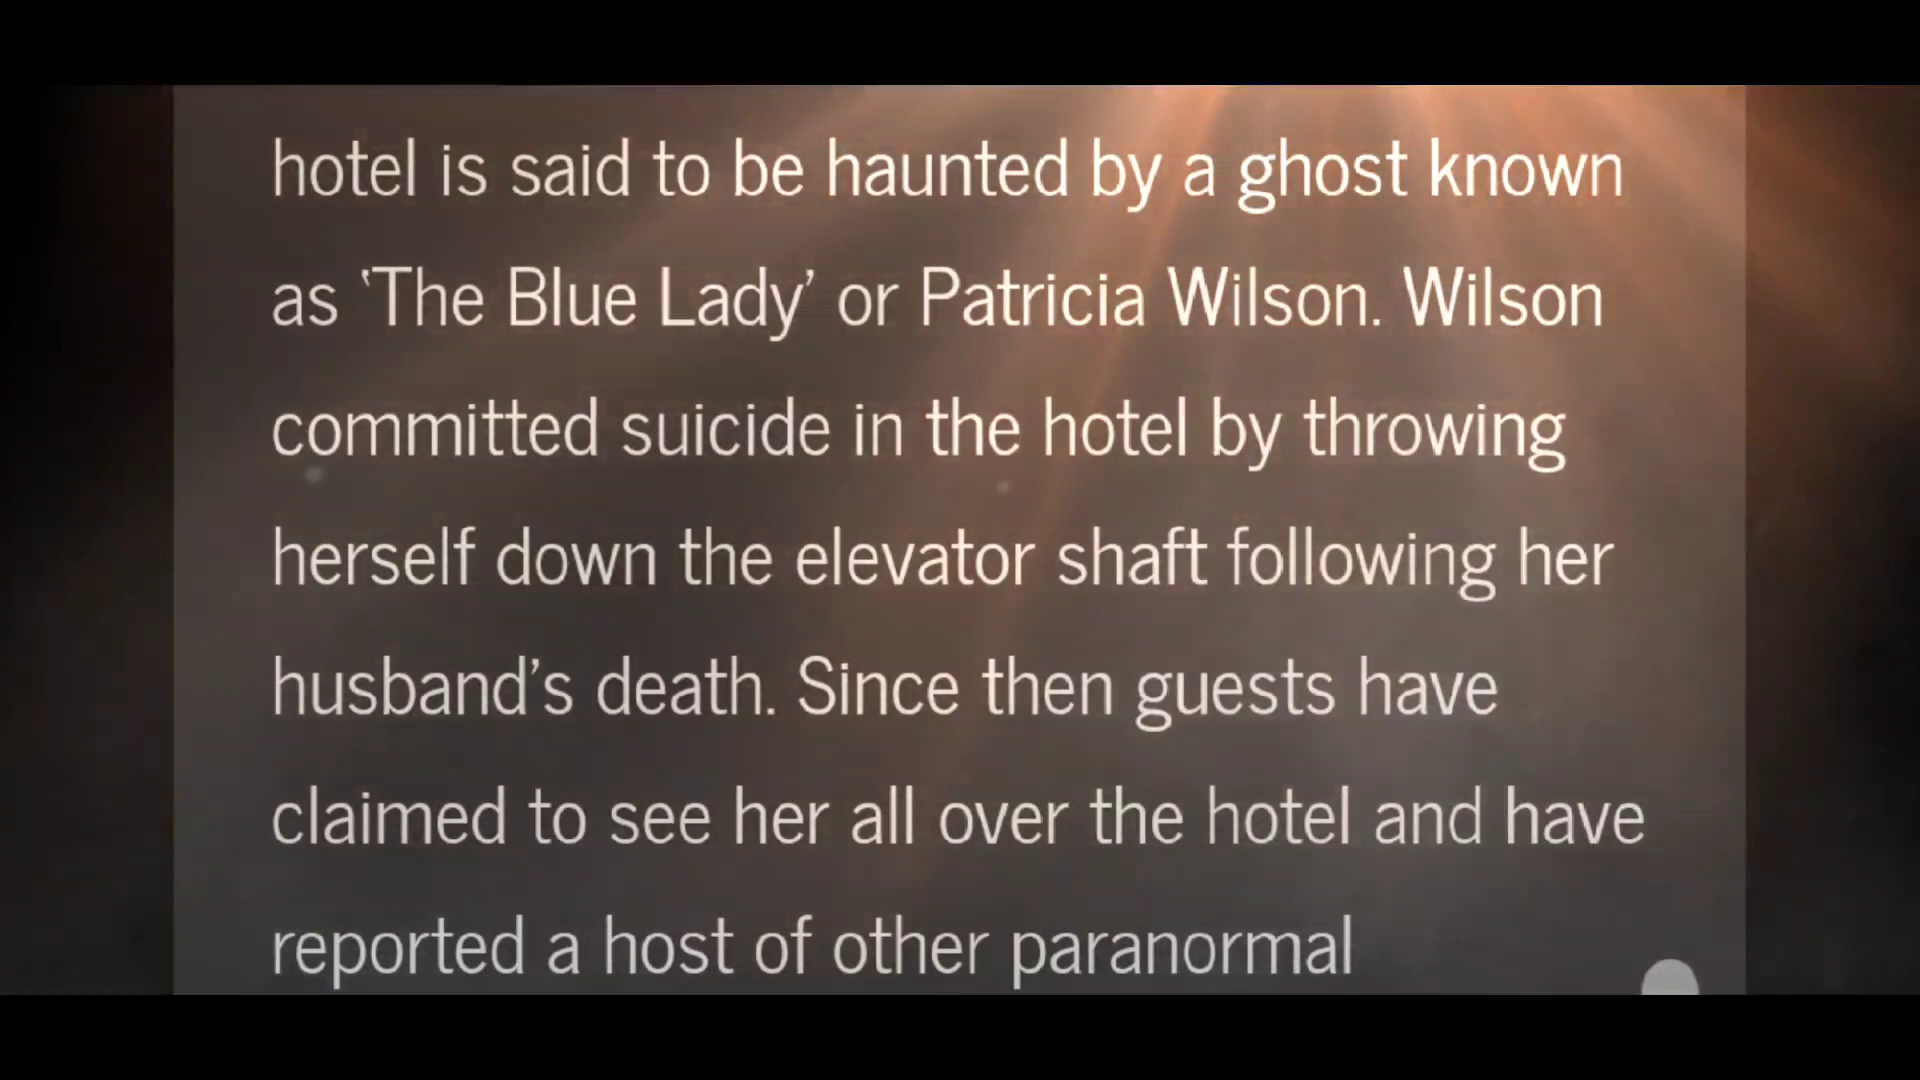 hotel is said to be haunted by a ghost known
as ‘The Blue Lady’ or Patricia Wilson. Wilson
committed suicide in the hotel by throwing
herself down the elevator shaft following her
husband’s death. Since then guests have
claimed to see her all over the hotel and have
reported a host of other paranormal